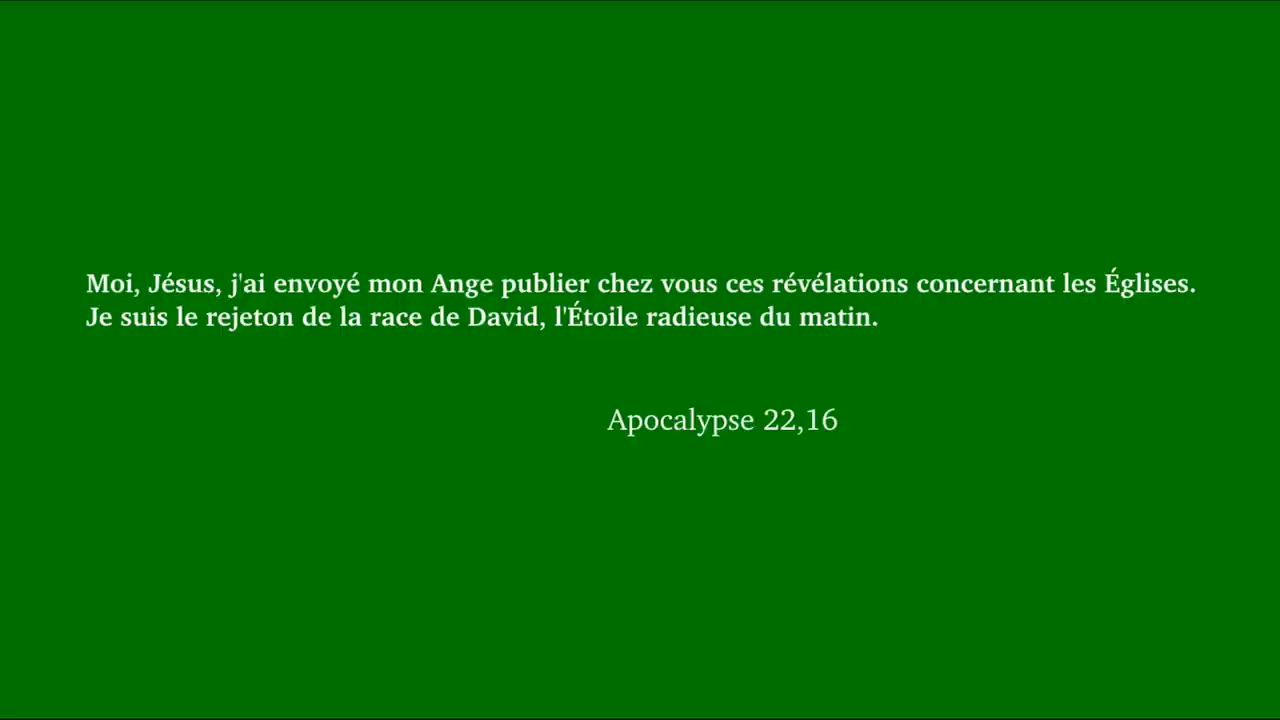 Moi, Jésus, j'ai envoyé mon Ange publier chez vous ces révélations concernant les Églises.
Je suis le rejeton de la race de David, l'Étoile radieuse du matin.
Apocalypse 22,16